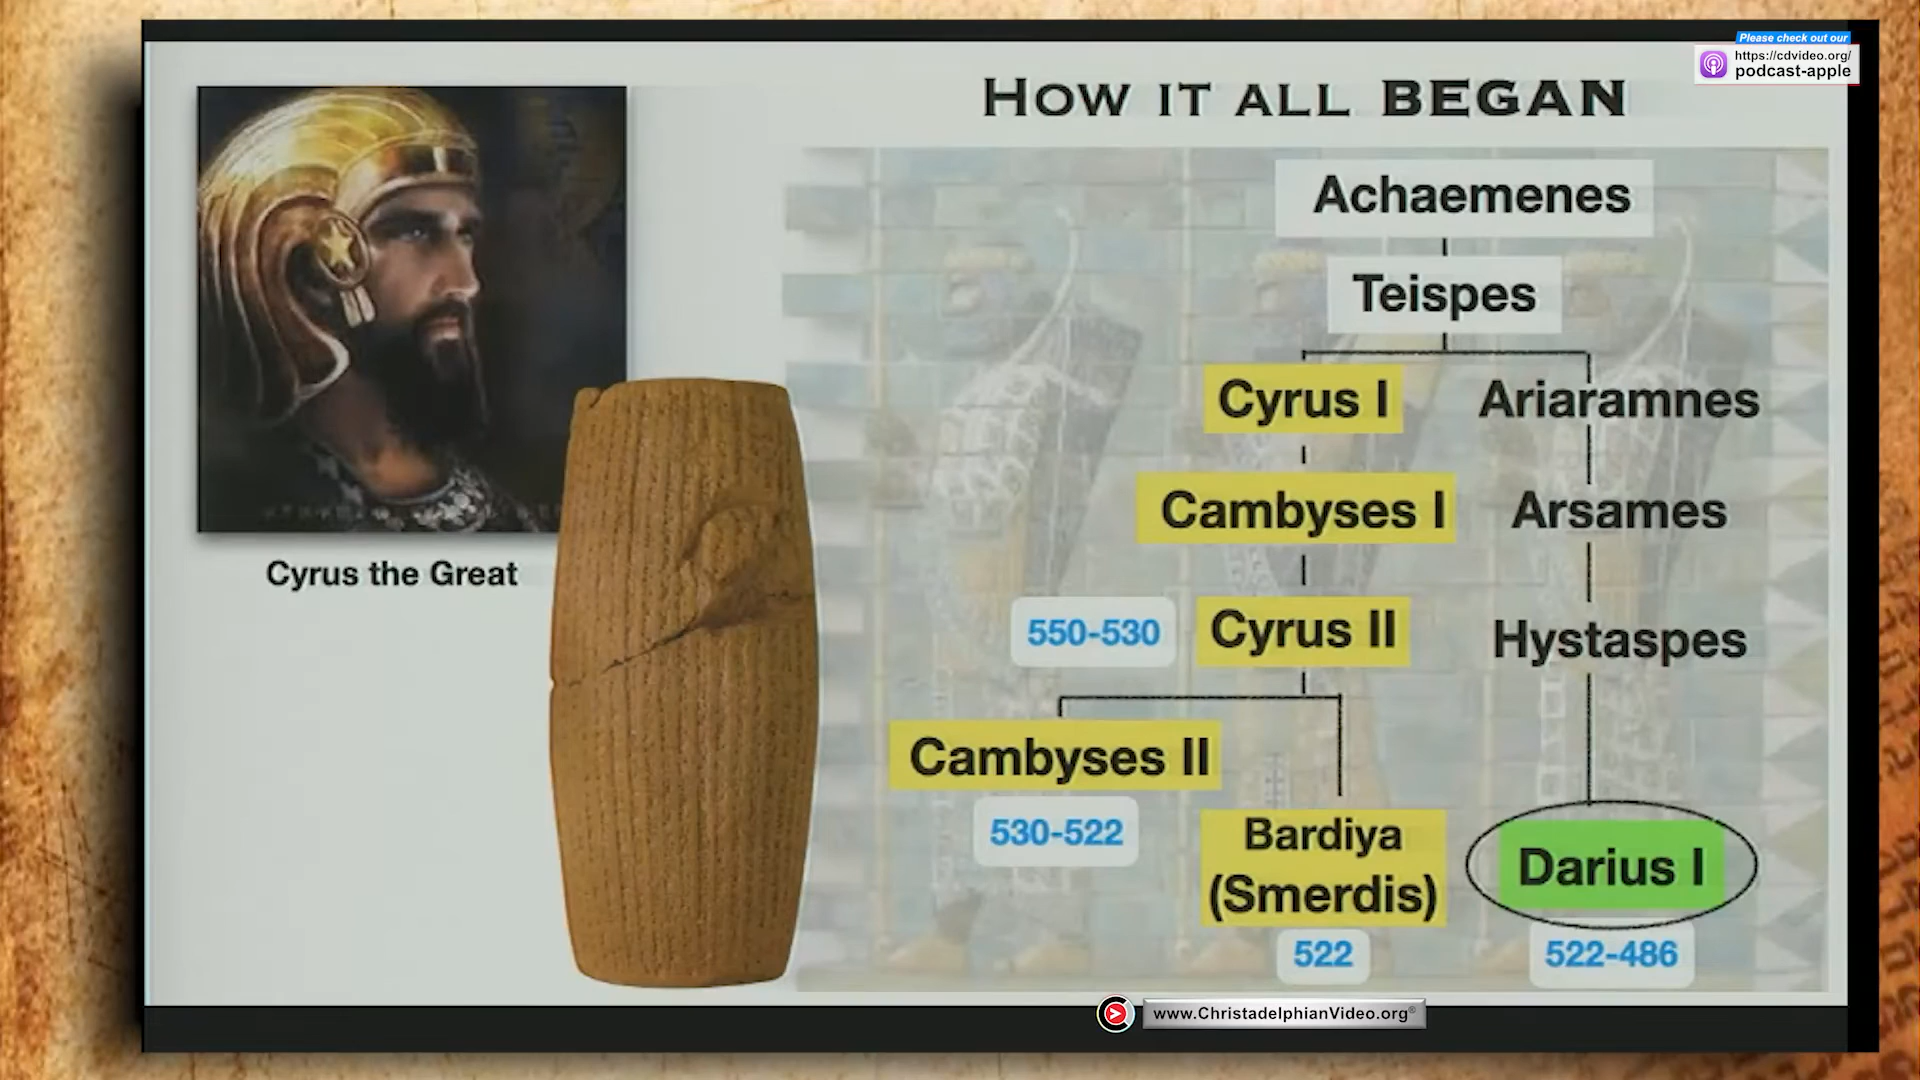 Please check out our
https://cdvideo.org/
podcast-apple
HOW IT ALL BEGAN
Achaemenes
Teispes
Cyrus I
Ariaramnes
Cambyses I
Arsames
550-530
Cyrus II
Hystaspes
Cambyses II
530-522
Bardiya
(Smerdis)
522
Darius I
522-486
Cyrus the Great
www.ChristadelphianVideo.org®